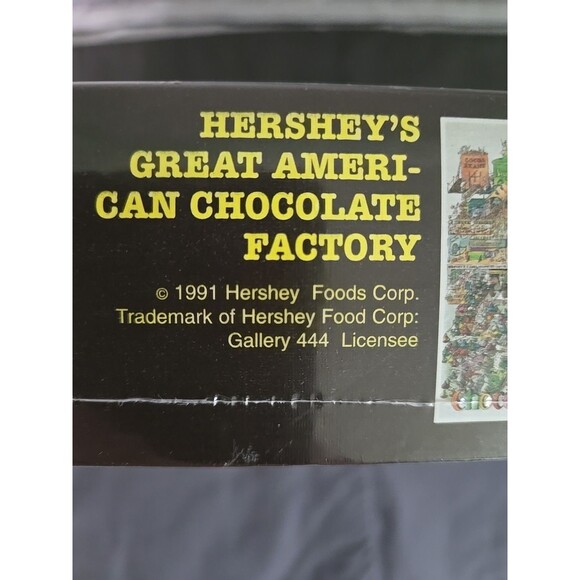 HERSHEY'S
GREAT AMERI-
CAN CHOCOLATE
FACTORY
© 1991 Hershey Foods Corp.
Trademark of Hershey Food Corp:
Gallery 444 Licensee